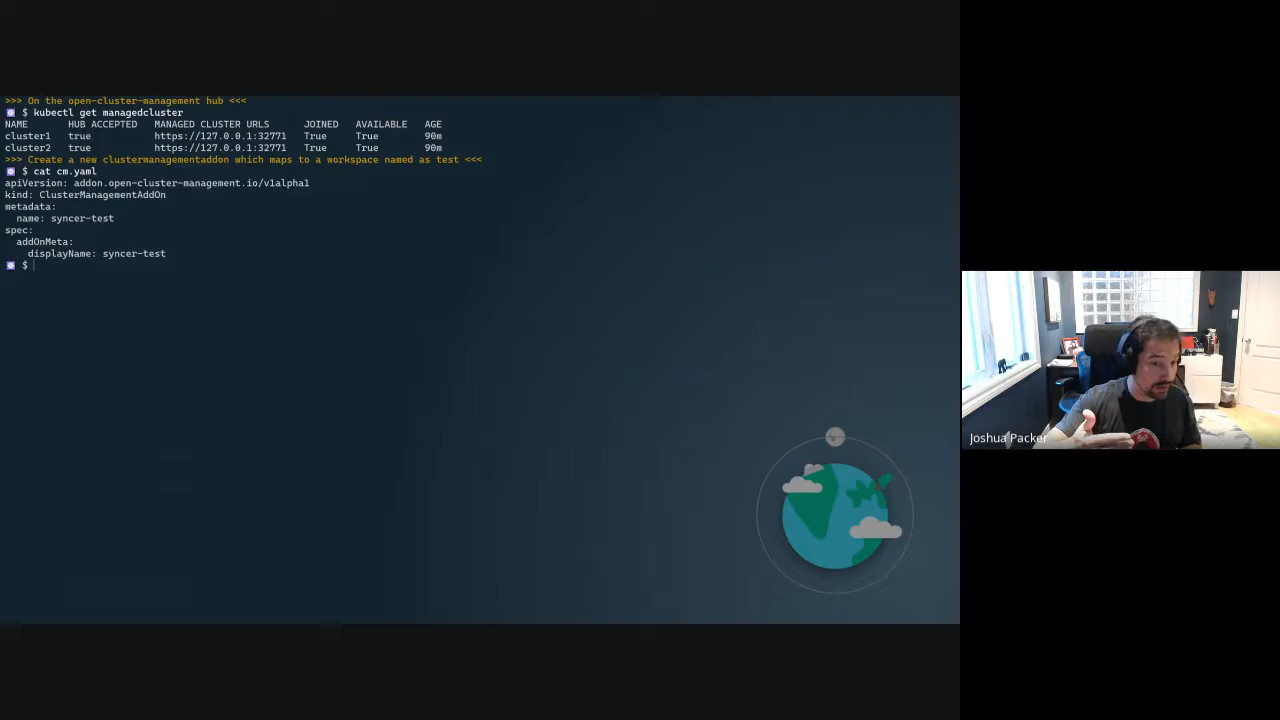 >>> On the open-cluster-management hub <<<
$ kubectl get managedcluster
NAME HUB ACCEPTED MANAGED CLUSTER URLS JOINED AVAILABLE AGE
cluster1 true https://127.0.0.1:32771 True True 90m
cluster2 true https://127.0.0.1:32771 True True 90m
>>> Create a new clustermanagementaddon which maps to a workspace named as test <<<
$ cat cm.yaml
apiVersion: addon.open-cluster-management.io/v1alpha1
kind: ClusterManagementAddOn
metadata:
  name: syncer-test
spec:
  addOnMeta:
    displayName: syncer-test
$
Joshua Packer